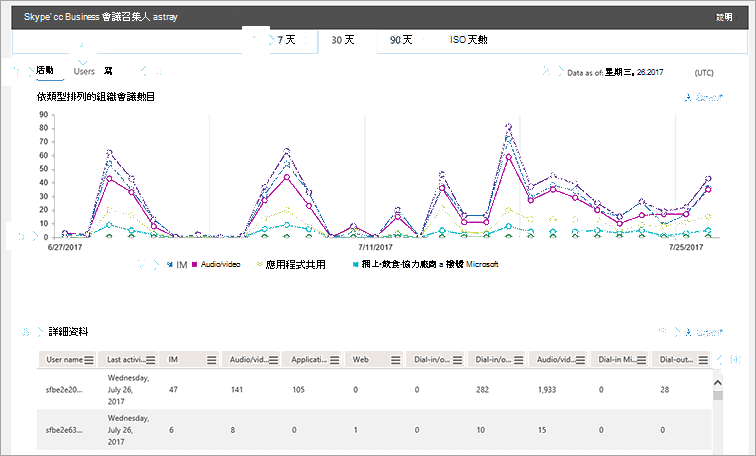 Skype' cc Business 會議召集人 astray 說明
7 天 30 天 90 天 ISO 天數
活動 Users 寫 Data as of: 星期三, 26.2017 (UTC)
依類型排列的組織會議數目
90
80
70
60
50
40
30
20
10
0
6/27/2017 7/11/2017 7/25/2017
IM Audio/video 應用程式共用 網上·飲食·協力廠商 a 撥號 Microsoft
詳細資料
User name Last activi... IM Audio/vid... Applicati... Web Dial-in/o... Dial-in/o... Audio/vid... Dial-in Mi... Dial-out...
sfbe2e20... Wednesday, July 26, 2017 47 141 105 0 0 282 1,933 0 28
sfbe2e63... Wednesday, July 26, 2017 6 8 0 1 0 10 15 0 0